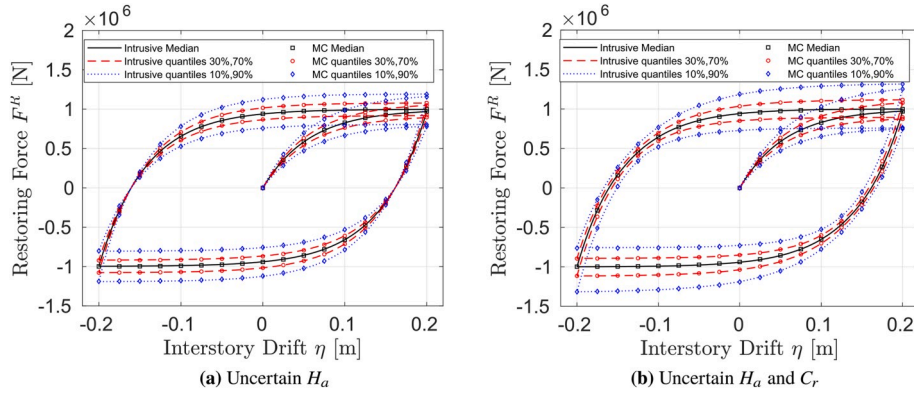 ×10⁶
Intrusive Median
MC Median
Intrusive quantiles 30%,70%
MC quantiles 30%,70%
Intrusive quantiles 10%,90%
MC quantiles 10%,90%
Restoring Force F^R [N]
2
1.5
1
0.5
0
-0.5
-1
-1.5
-0.2 -0.1 0 0.1 0.2
Interstory Drift η [m]
(a) Uncertain H_a
×10⁶
Intrusive Median
MC Median
Intrusive quantiles 30%,70%
MC quantiles 30%,70%
Intrusive quantiles 10%,90%
MC quantiles 10%,90%
Restoring Force F^R [N]
2
1.5
1
0.5
0
-0.5
-1
-1.5
-0.2 -0.1 0 0.1 0.2
Interstory Drift η [m]
(b) Uncertain H_a and C_r